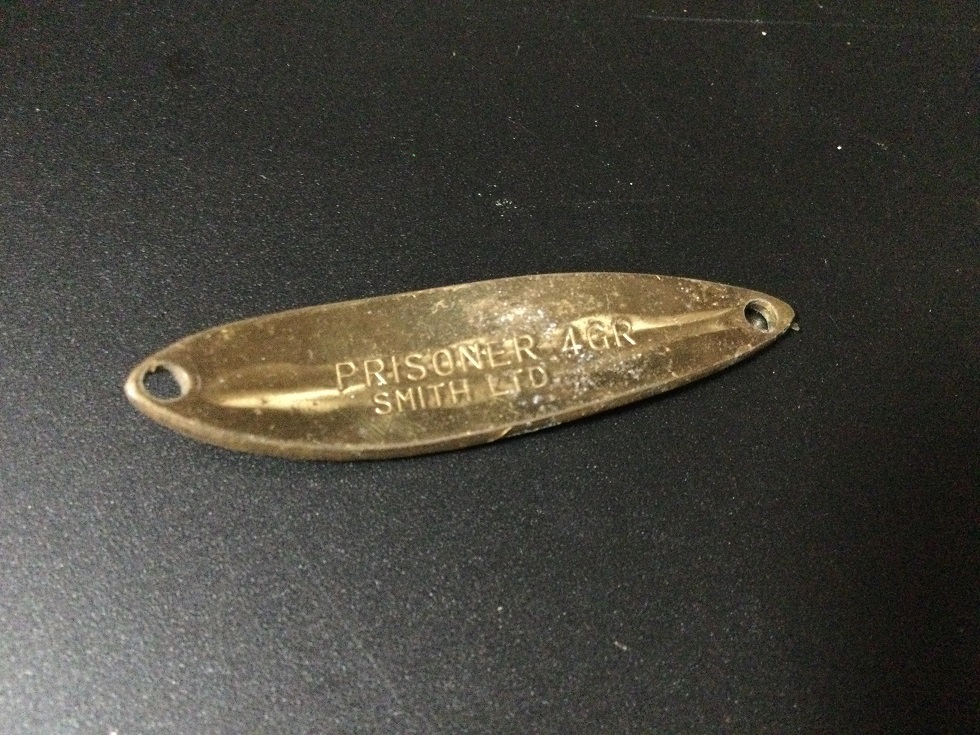 PRISONER 4GR
SMITH LTD